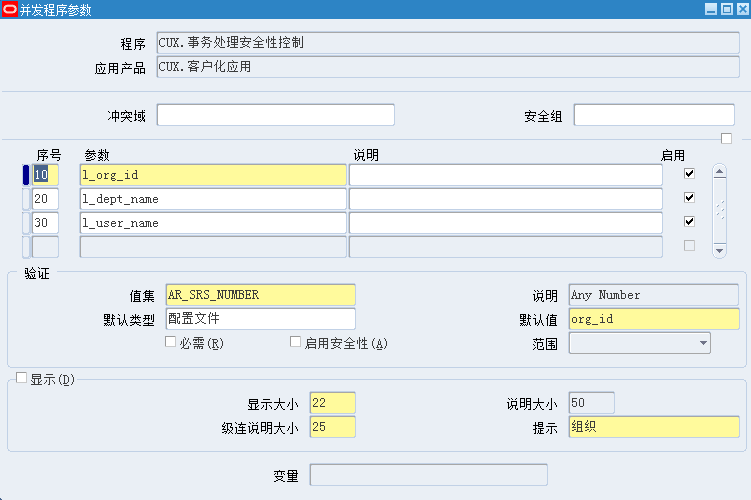 并发程序参数
程序 CUX.事务处理安全性控制
应用产品 CUX.客户化应用
冲突域 安全组
序号 参数 说明 启用
10 l_org_id
20 l_dept_name
30 l_user_name
验证
值集 AR_SRS_NUMBER 说明 Any Number
默认类型 配置文件 默认值 org_id
必需(R) 启用安全性(A) 范围
显示(D)
显示大小 22 说明大小 50
级连说明大小 25 提示 组织
变量